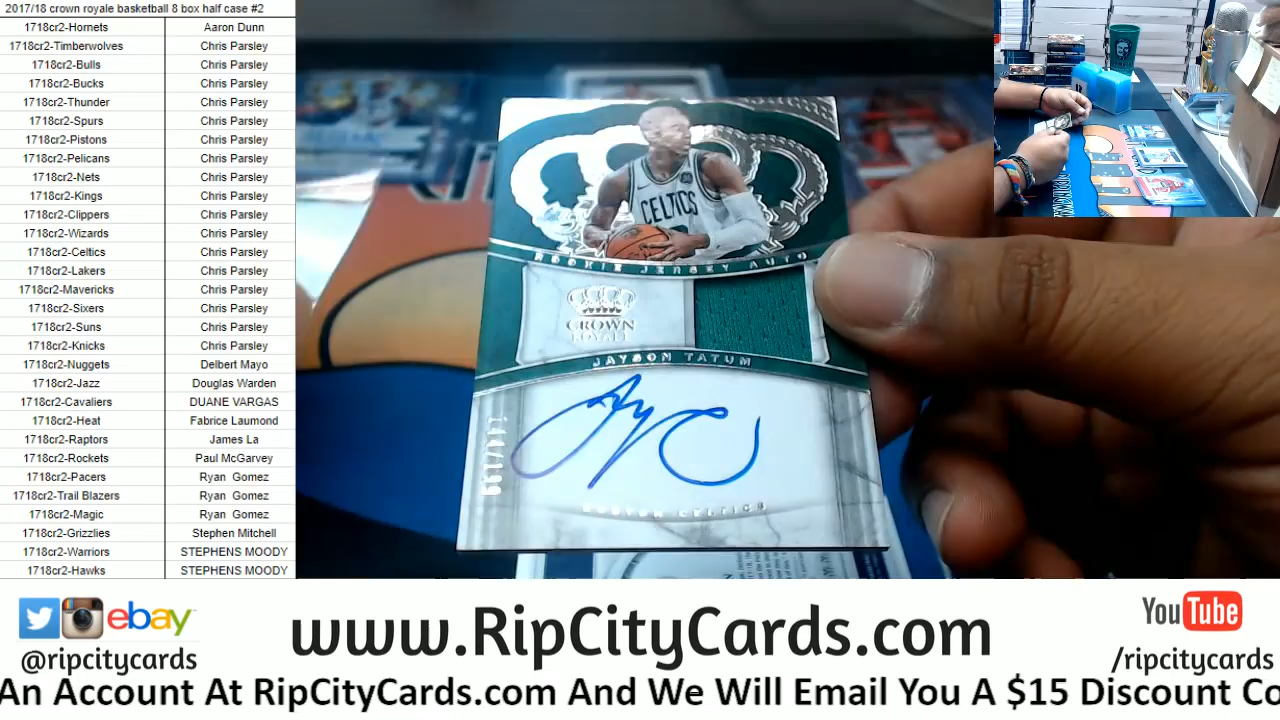 2017/18 crown royale basketball 8 box half case #2
1718cr2-Hornets Aaron Dunn
1718cr2-Timberwolves Chris Parsley
1718cr2-Bulls Chris Parsley
1718cr2-Bucks Chris Parsley
1718cr2-Thunder Chris Parsley
1718cr2-Spurs Chris Parsley
1718cr2-Pistons Chris Parsley
1718cr2-Pelicans Chris Parsley
1718cr2-Nets Chris Parsley
1718cr2-Kings Chris Parsley
1718cr2-Clippers Chris Parsley
1718cr2-Wizards Chris Parsley
1718cr2-Celtics Chris Parsley
1718cr2-Lakers Chris Parsley
1718cr2-Mavericks Chris Parsley
1718cr2-Sixers Chris Parsley
1718cr2-Suns Chris Parsley
1718cr2-Knicks Chris Parsley
1718cr2-Nuggets Delbert Mayo
1718cr2-Jazz Douglas Warden
1718cr2-Cavaliers DUANE VARGAS
1718cr2-Heat Fabrice Laumond
1718cr2-Raptors James La
1718cr2-Rockets Paul McGarvey
1718cr2-Pacers Ryan Gomez
1718cr2-Trail Blazers Ryan Gomez
1718cr2-Magic Ryan Gomez
1718cr2-Grizzlies Stephen Mitchell
1718cr2-Warriors STEPHENS MOODY
1718cr2-Hawks STEPHENS MOODY
CELTICS
ROOKIE JERSEY AUTO
CROWN
ROYALE
JAYSON TATUM
BOSTON CELTICS
ebay
@ripcitycards
www.RipCityCards.com
YouTube
/ripcitycards
An Account At RipCityCards.com And We Will Email You A $15 Discount Co